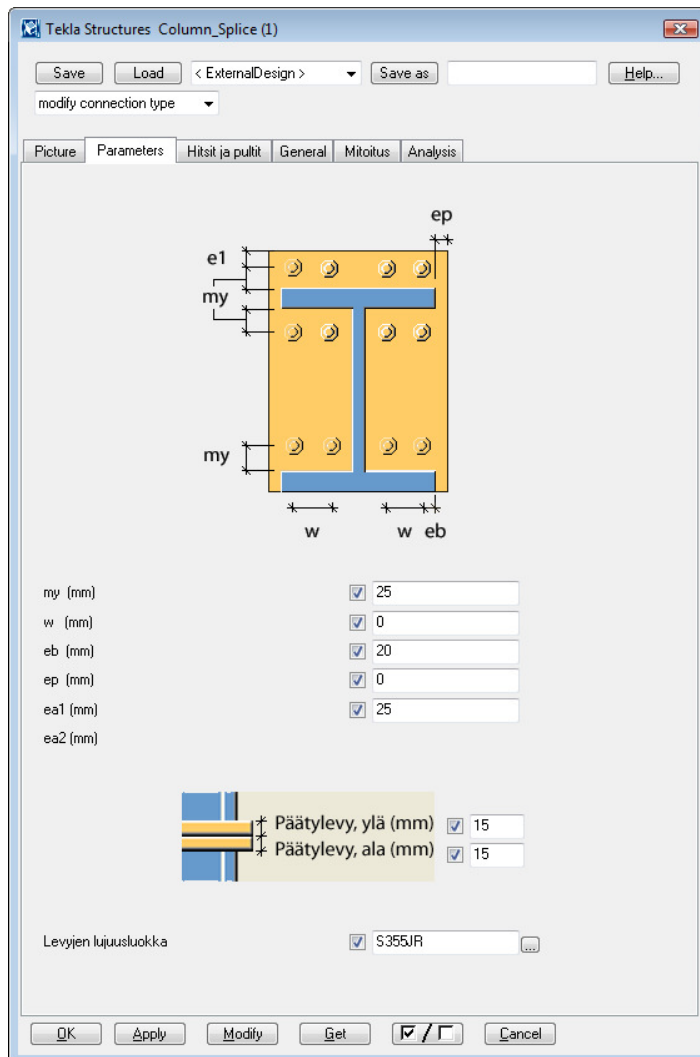 Tekla Structures Column_Splice (1)
Save Load < ExternalDesign > Save as Help...
modify connection type
Picture Parameters Hitsit ja pultit General Mitoitus Analysis
ep
e1
my
my
w w eb
my (mm) 25
w (mm) 0
eb (mm) 20
ep (mm) 0
ea1 (mm) 25
ea2 (mm)
Päätylevy, ylä (mm) 15
Päätylevy, ala (mm) 15
Levyjen lujuusluokka S355JR ...
OK Apply Modify Get / Cancel